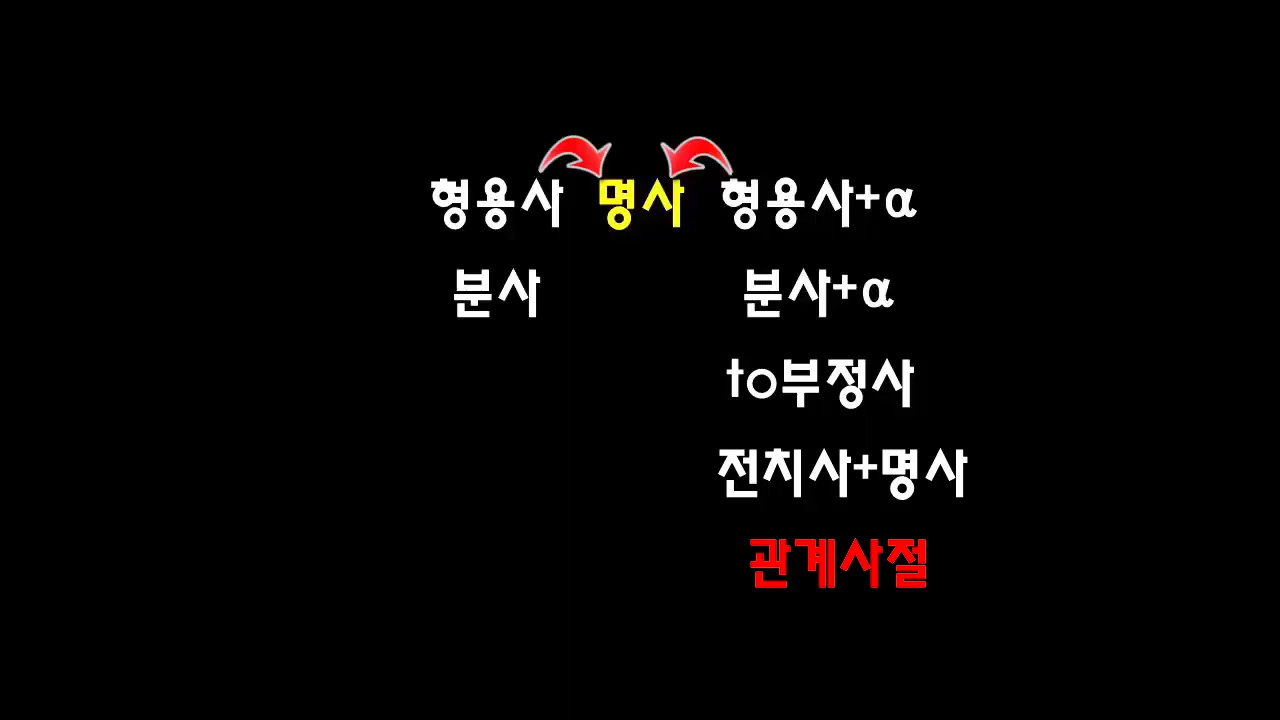 형용사 명사 형용사+α
분사 분사+α
to부정사
전치사+명사
관계사절